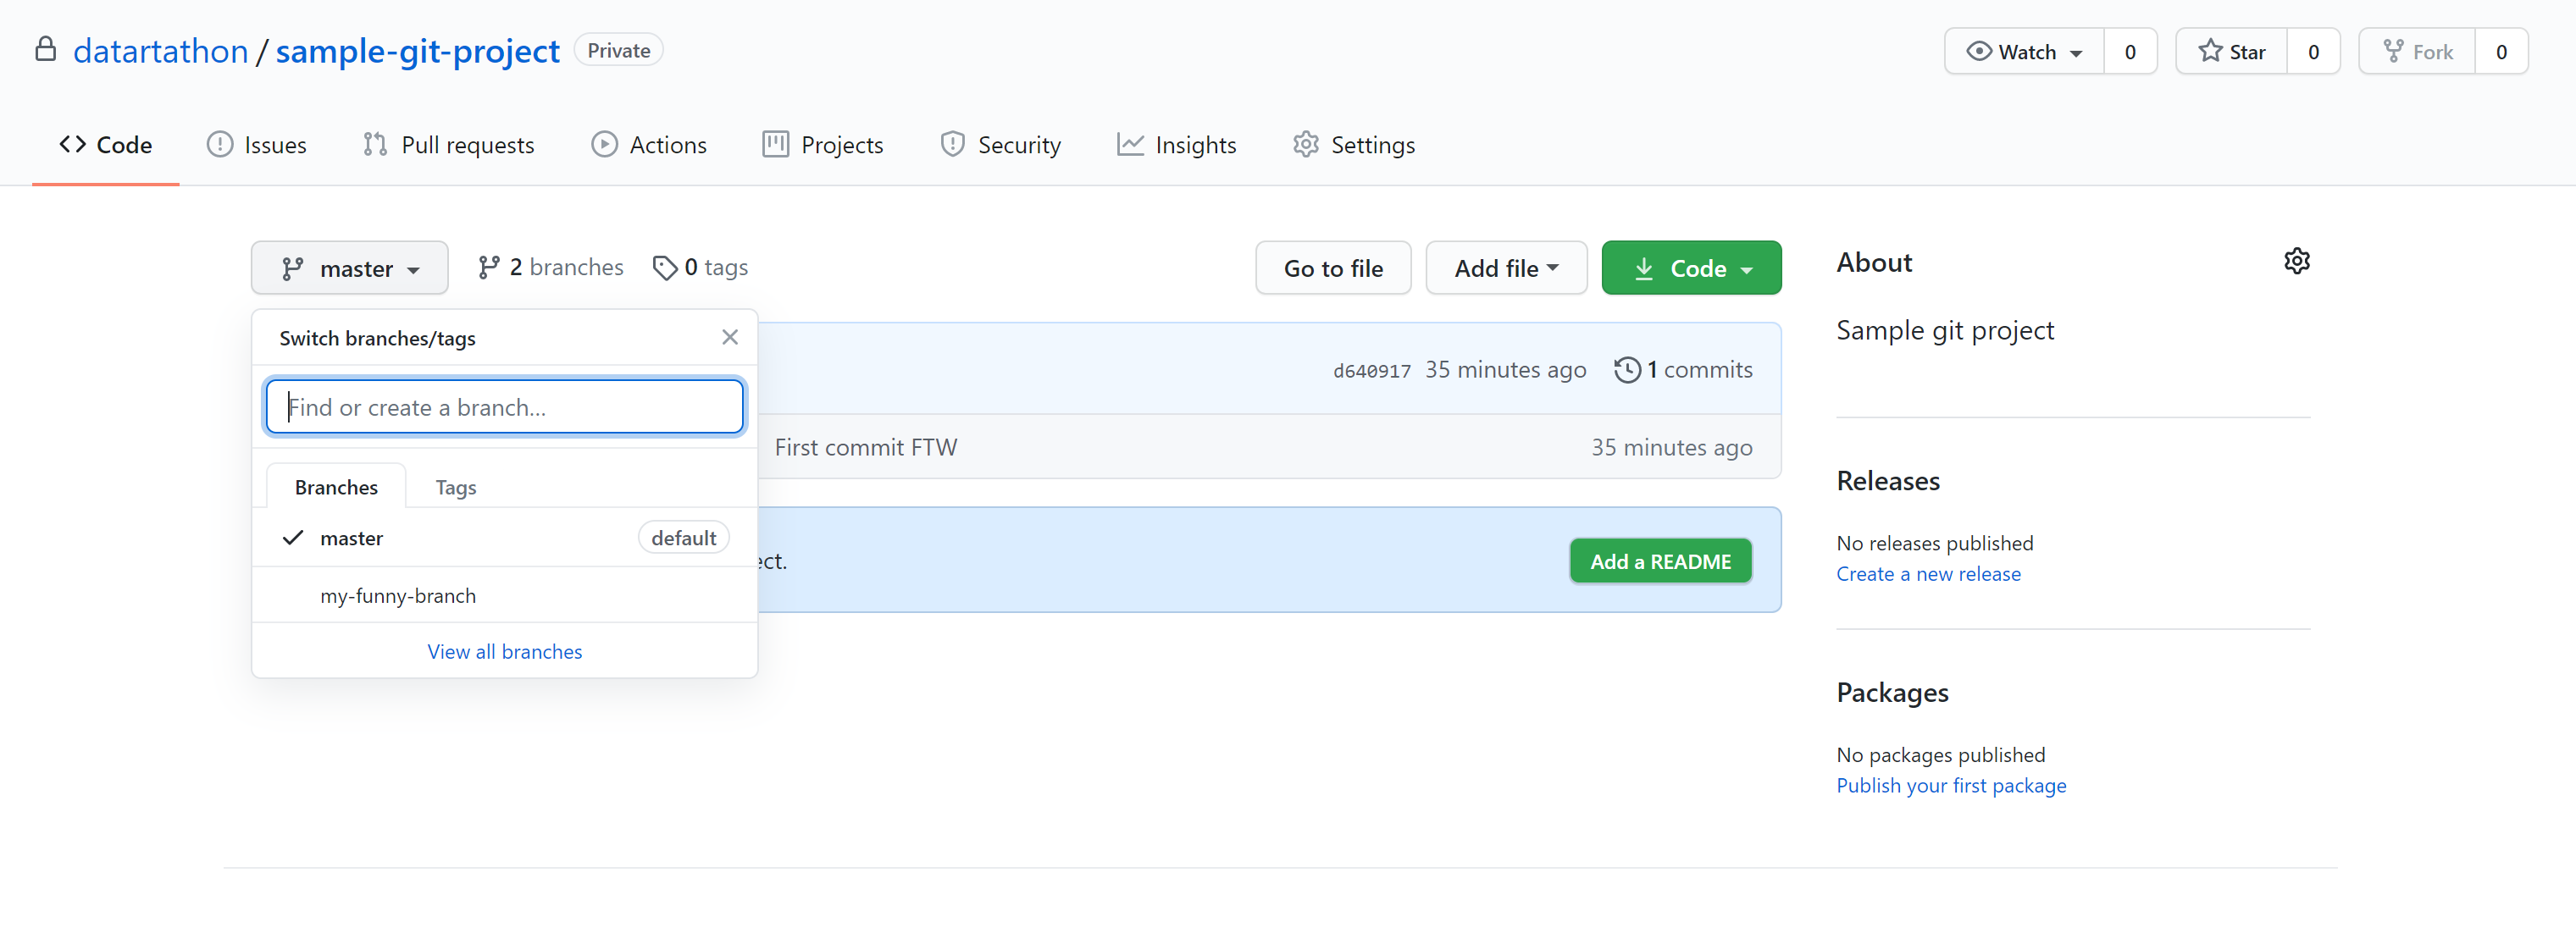 datartathon / sample-git-project Private
Watch 0 Star 0 Fork 0
Code Issues Pull requests Actions Projects Security Insights Settings
master 2 branches 0 tags Go to file Add file Code
Switch branches/tags
Find or create a branch...
Branches Tags
master default
my-funny-branch
View all branches
d640917 35 minutes ago 1 commits
First commit FTW 35 minutes ago
ect. Add a README
About
Sample git project
Releases
No releases published
Create a new release
Packages
No packages published
Publish your first package